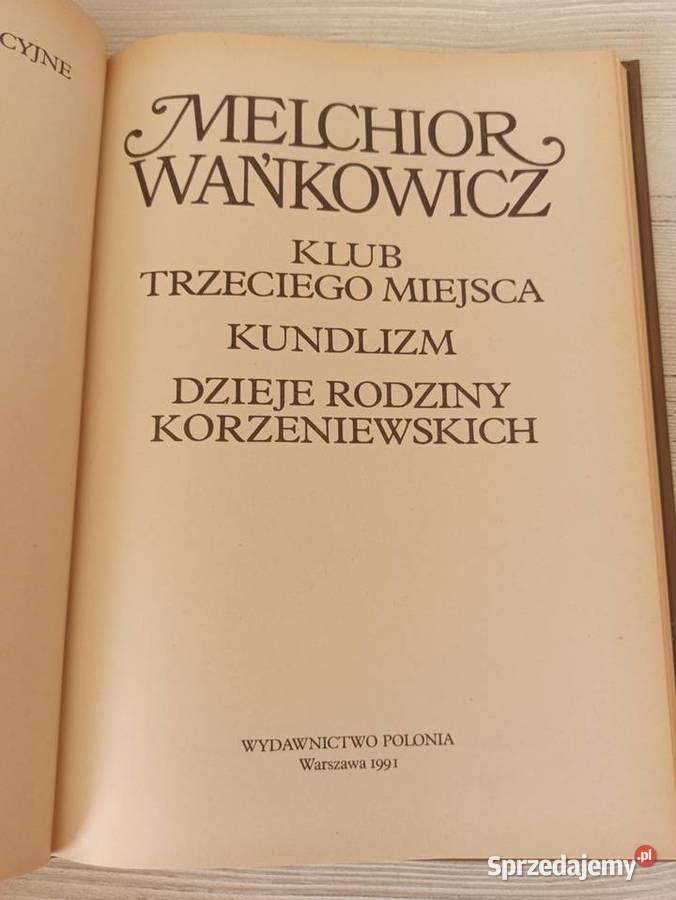 CYJNE
MELCHIOR
WAŃKOWICZ
KLUB
TRZECIEGO MIEJSCA
KUNDLIZM
DZIEJE RODZINY
KORZENIEWSKICH
WYDAWNICTWO POLONIA
Warszawa 1991
Sprzedajemy.pl